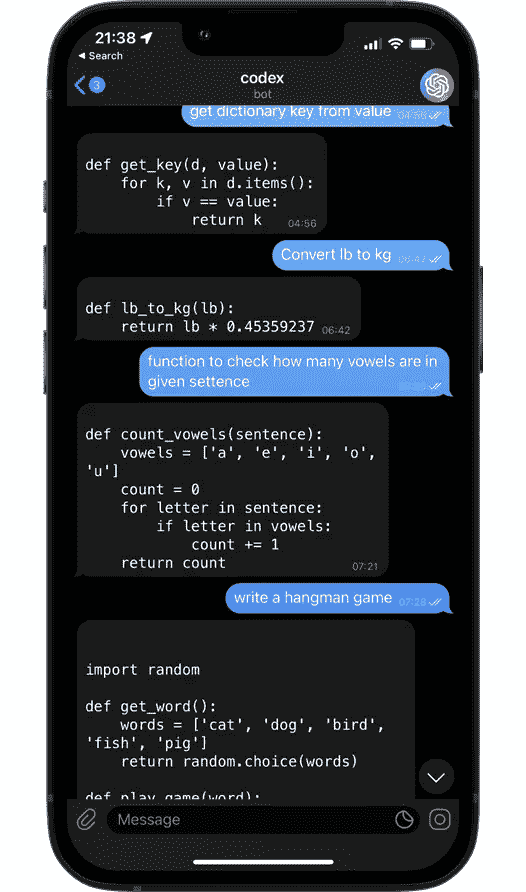 21:38
Search
3
codex
bot
get dictionary key from value 04:56
def get_key(d, value):
    for k, v in d.items():
        if v == value:
            return k 04:56
Convert lb to kg
def lb_to_kg(lb):
    return lb * 0.45359237 06:42
function to check how many vowels are in
given settence
def count_vowels(sentence):
    vowels = ['a', 'e', 'i', 'o',
'u']
    count = 0
    for letter in sentence:
        if letter in vowels:
            count += 1
    return count 07:21
write a hangman game 07:28
import random
def get_word():
    words = ['cat', 'dog', 'bird',
'fish', 'pig']
    return random.choice(words)
def play_game(word):
Message